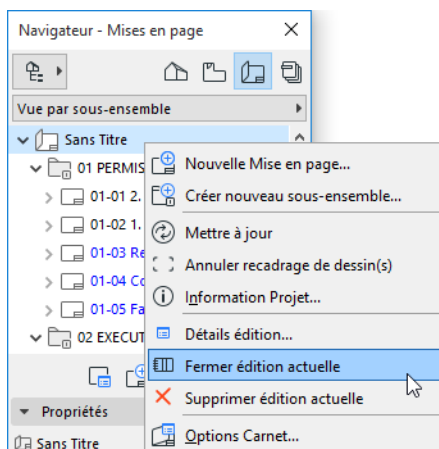 Navigateur - Mises en page
Vue par sous-ensemble
Sans Titre
01 PERMIS
01-01 2.
01-02 1.
01-03 Re
01-04 Co
01-05 Fa
02 EXECUT
Nouvelle Mise en page...
Créer nouveau sous-ensemble...
Mettre à jour
Annuler recadrage de dessin(s)
Information Projet...
Détails édition...
Fermer édition actuelle
Supprimer édition actuelle
Options Carnet...
Propriétés
Sans Titre